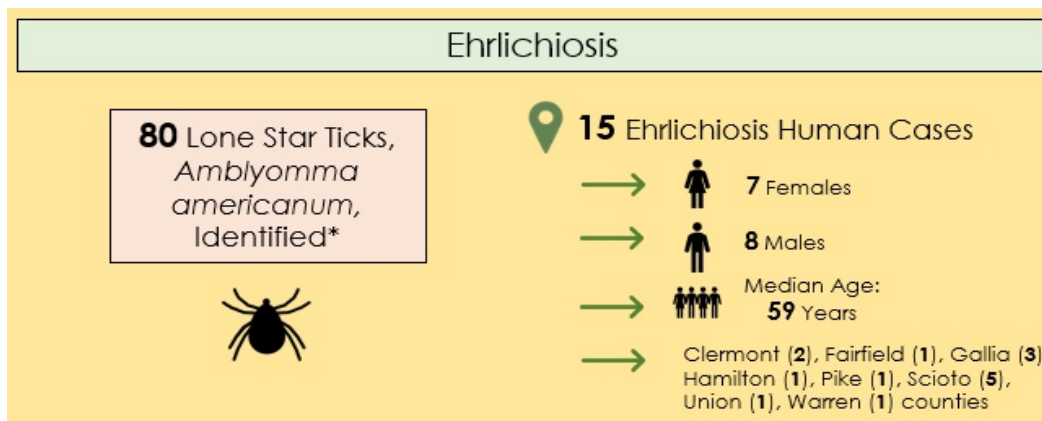 Ehrlichiosis
80 Lone Star Ticks,
Amblyomma
americanum,
Identified*
15 Ehrlichiosis Human Cases
7 Females
8 Males
Median Age:
59 Years
Clermont (2), Fairfield (1), Gallia (3)
Hamilton (1), Pike (1), Scioto (5),
Union (1), Warren (1) counties